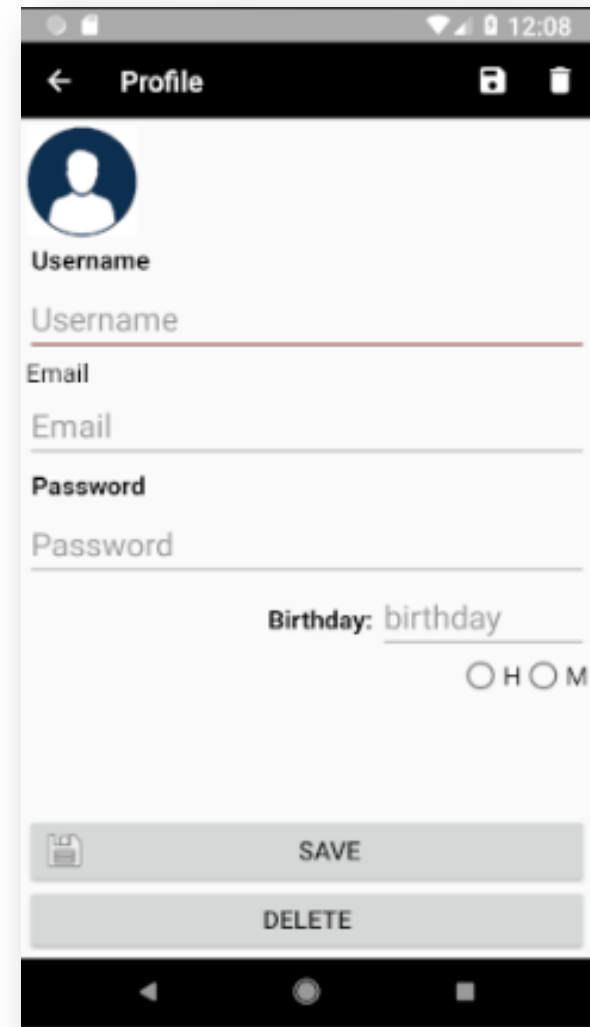 12:08
Profile
Username
Username
Email
Email
Password
Password
Birthday: birthday
H M
SAVE
DELETE